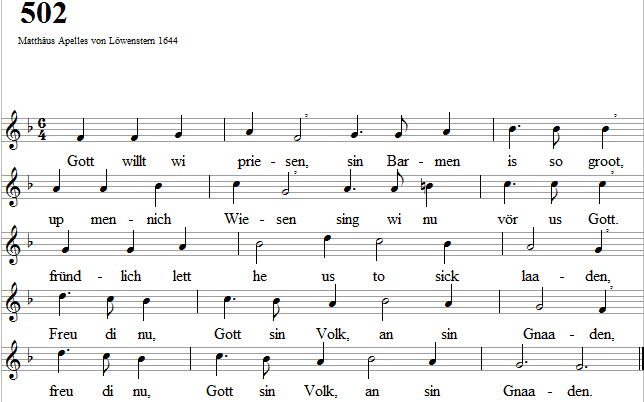 502
Matthäus Apelles von Löwenstern 1644
6
4
Gott willt wi prie - sen, sin Bar - men is so groot,
up men - nich Wie - sen sing wi nu vör us Gott.
fründ - lich lett he us to sick laa - den,
Freu di nu, Gott sin Volk, an sin Gnaa - den,
freu di nu, Gott sin Volk, an sin Gnaa - den.